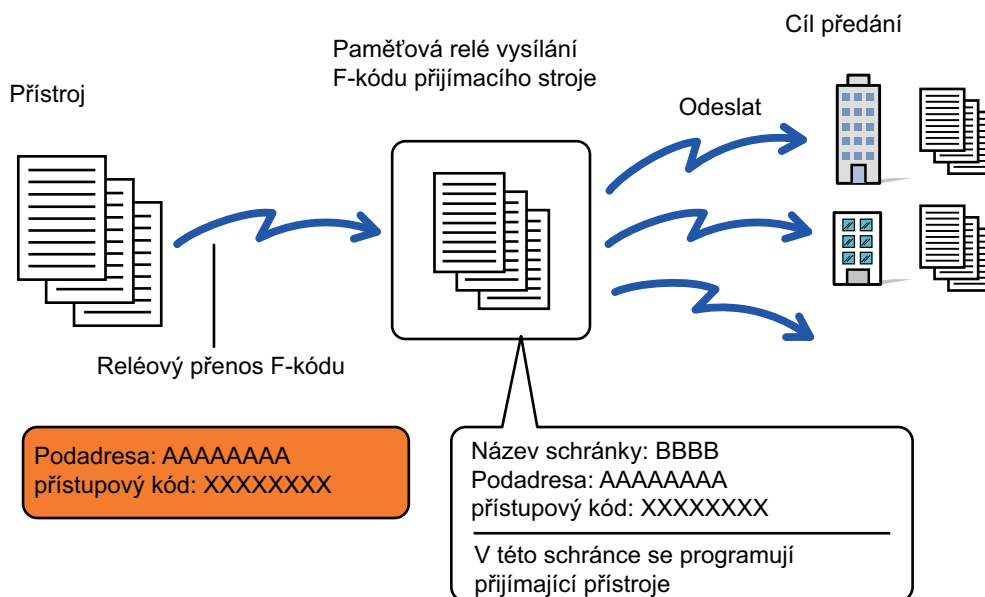 Cíl předání
Paměťová relé vysílání
F-kódu přijímacího stroje
Přístroj
Odeslat
Reléový přenos F-kódu
Podadresa: AAAAAAAA
přístupový kód: XXXXXXXX
Název schránky: BBBB
Podadresa: AAAAAAAA
přístupový kód: XXXXXXXX
V této schránce se programují
přijímající přístroje